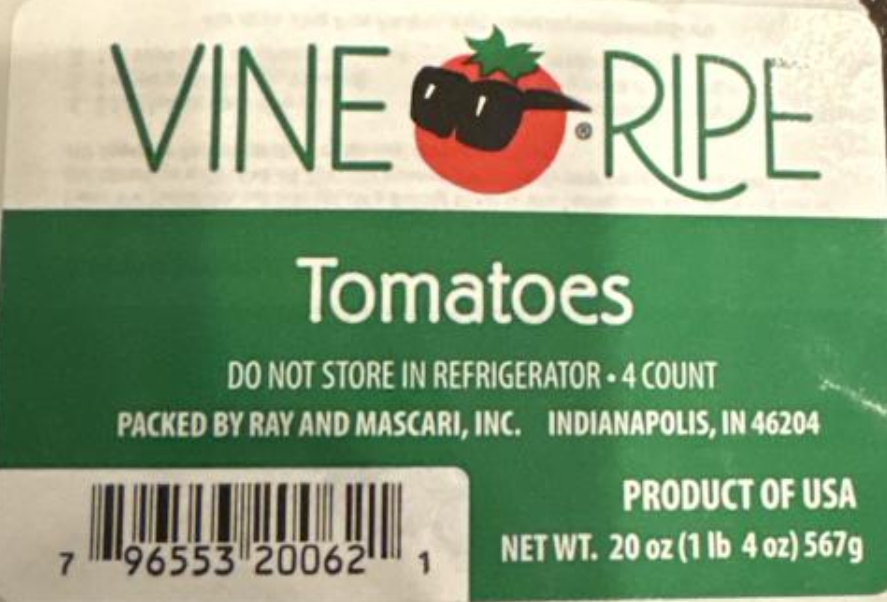 VINE RIPE
®
Tomatoes
DO NOT STORE IN REFRIGERATOR • 4 COUNT
PACKED BY RAY AND MASCARI, INC. INDIANAPOLIS, IN 46204
PRODUCT OF USA
NET WT. 20 oz (1 lb 4 oz) 567g
7 96553 20062 1